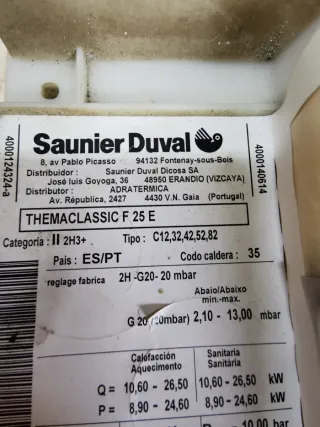 Saunier Duval
8, av Pablo Picasso 94132 Fontenay-sous-Bois
Distribuidor : Saunier Duval Dicosa SA
José luis Goyoga, 36 48950 ERANDIO (VIZCAYA)
Distributor : ADRATERMICA
Av. República, 2427 4430 V.N. Gaia (Portugal)
4000124324-a
4000140614
THEMACLASSIC F 25 E
Categoria : II 2H3+ Tipo : C12,32,42,52,82
Pais : ES/PT Codo caldera : 35
reglage fabrica 2H -G20- 20 mbar
Abaio/Abaixo
min.-max.
G 20 (20mbar) 2,10 - 13,00 mbar
Calefacción Sanitaria
Aquecimento Sanitária
Q = 10,60 - 26,50 10,60 - 26,50 kW
P = 8,90 - 24,60 8,90 - 24,60 kW
10,00 bar